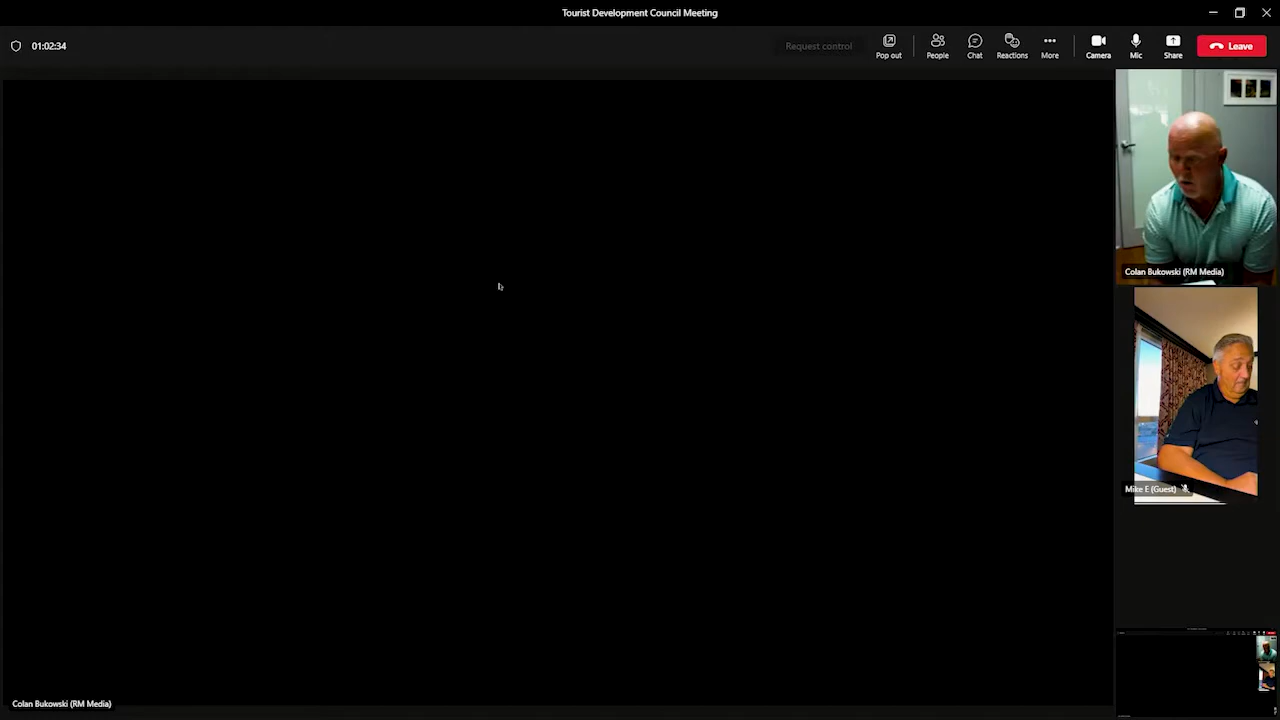 Tourist Development Council Meeting
01:02:34
Request control
Pop out
People
Chat
Reactions
More
Camera
Mic
Share
Leave
Colan Bukowski (RM Media)
Mike E (Guest)
Colan Bukowski (RM Media)